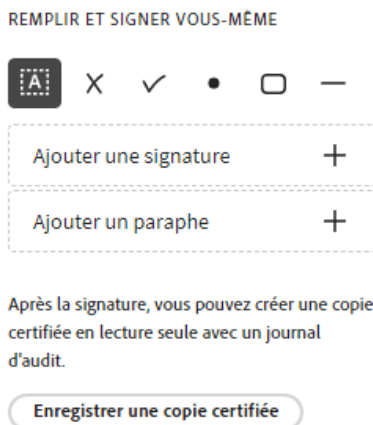 REMPLIR ET SIGNER VOUS-MÊME
A
Ajouter une signature
Ajouter un paraphe
Après la signature, vous pouvez créer une copie
certifiée en lecture seule avec un journal
d'audit.
Enregistrer une copie certifiée